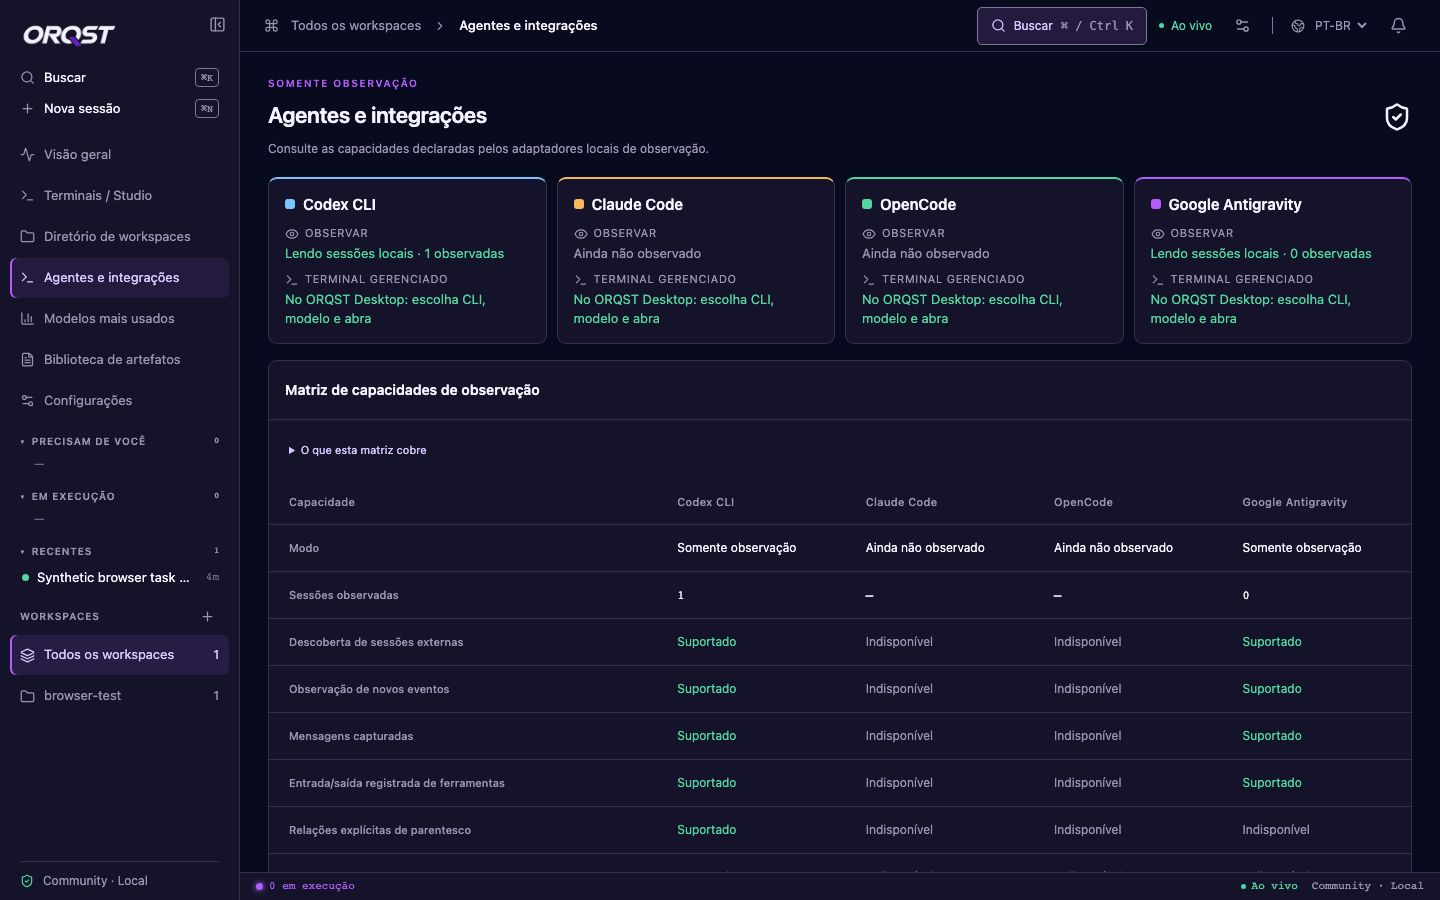 ORQST
Buscar ⌘K
Nova sessão ⌘N
Visão geral
Terminais / Studio
Diretório de workspaces
Agentes e integrações
Modelos mais usados
Biblioteca de artefatos
Configurações
PRECISAM DE VOCÊ 0
—
EM EXECUÇÃO 0
—
RECENTES 1
Synthetic browser task ... 4m
WORKSPACES +
Todos os workspaces 1
browser-test 1
Community · Local
⌘ Todos os workspaces > Agentes e integrações
Buscar ⌘ / Ctrl K
Ao vivo
PT-BR
SOMENTE OBSERVAÇÃO
Agentes e integrações
Consulte as capacidades declaradas pelos adaptadores locais de observação.
Codex CLI
OBSERVAR
Lendo sessões locais · 1 observadas
TERMINAL GERENCIADO
No ORQST Desktop: escolha CLI,
modelo e abra
Claude Code
OBSERVAR
Ainda não observado
TERMINAL GERENCIADO
No ORQST Desktop: escolha CLI,
modelo e abra
OpenCode
OBSERVAR
Ainda não observado
TERMINAL GERENCIADO
No ORQST Desktop: escolha CLI,
modelo e abra
Google Antigravity
OBSERVAR
Lendo sessões locais · 0 observadas
TERMINAL GERENCIADO
No ORQST Desktop: escolha CLI,
modelo e abra
Matriz de capacidades de observação
O que esta matriz cobre
Capacidade Codex CLI Claude Code OpenCode Google Antigravity
Modo Somente observação Ainda não observado Ainda não observado Somente observação
Sessões observadas 1 — — 0
Descoberta de sessões externas Suportado Indisponível Indisponível Suportado
Observação de novos eventos Suportado Indisponível Indisponível Suportado
Mensagens capturadas Suportado Indisponível Indisponível Suportado
Entrada/saída registrada de ferramentas Suportado Indisponível Indisponível Suportado
Relações explícitas de parentesco Suportado Indisponível Indisponível Indisponível
0 em execução
Ao vivo Community · Local